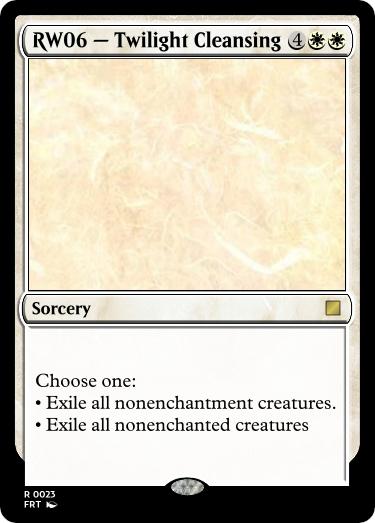 RW06 — Twilight Cleansing 4
Sorcery
Choose one:
• Exile all nonenchantment creatures.
• Exile all nonenchanted creatures
R 0023
FRT